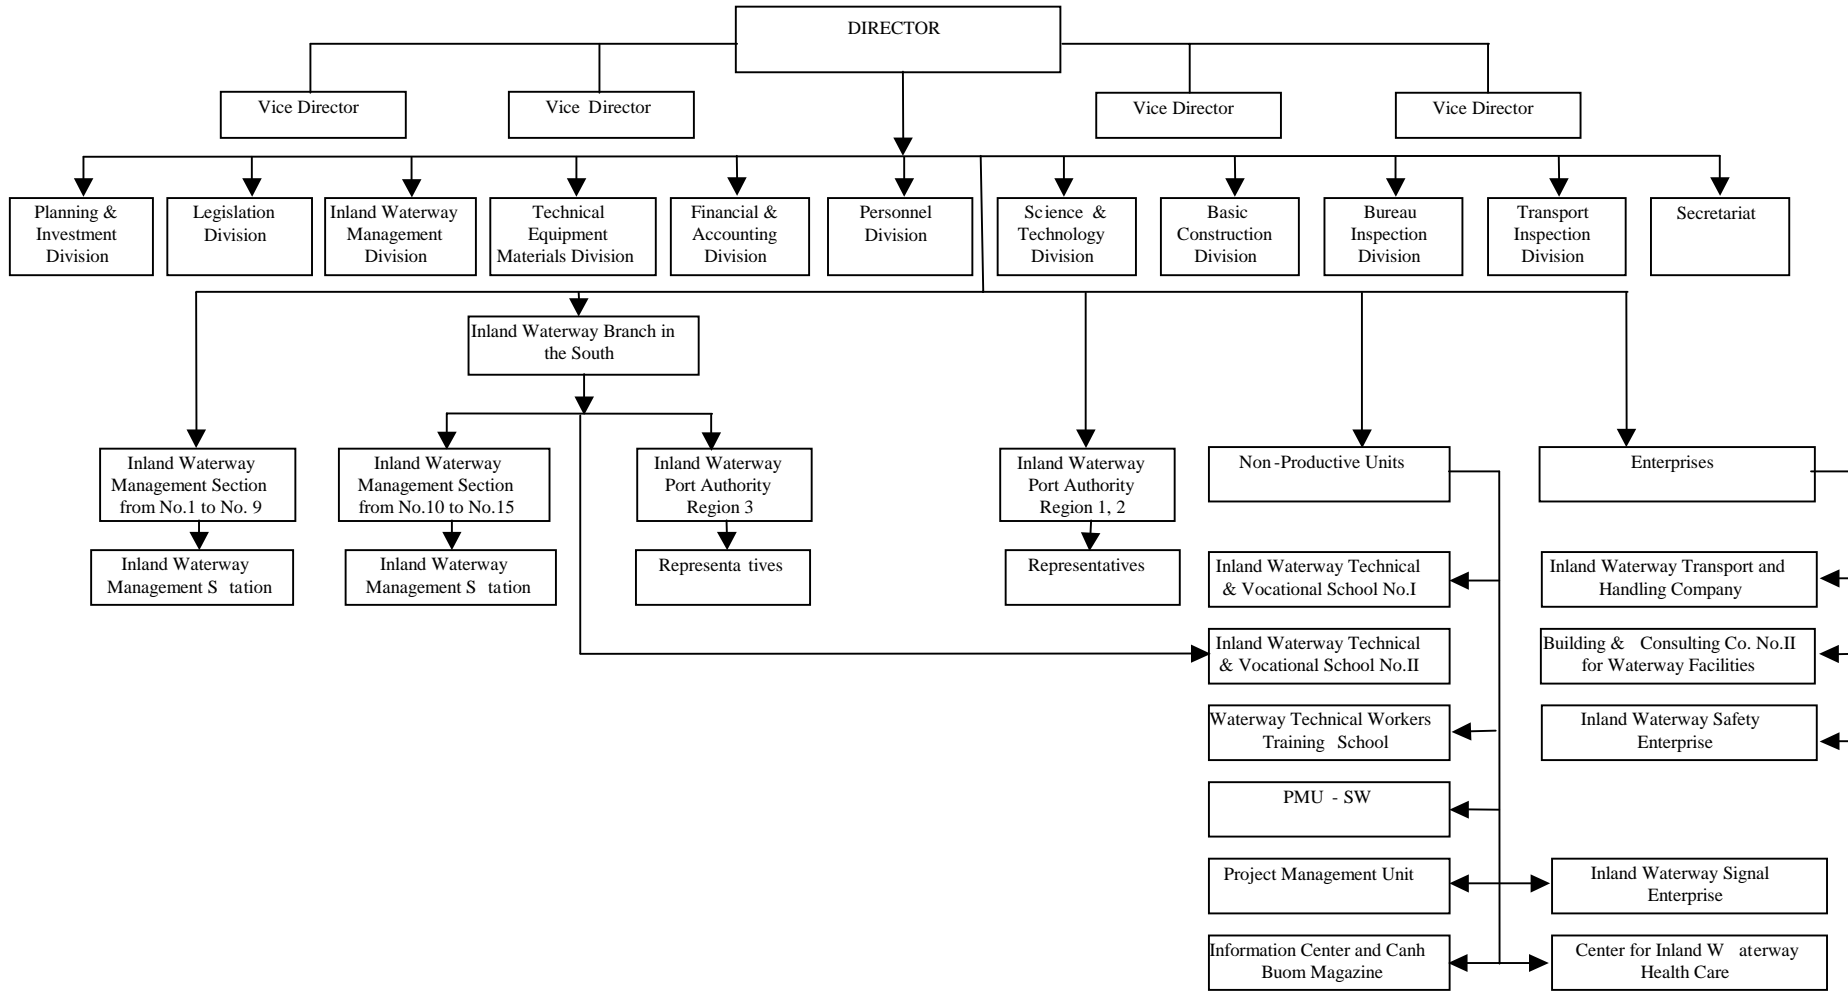 DIRECTOR
Vice Director
Vice Director
Vice Director
Vice Director
Planning &
Investment
Division
Legislation
Division
Inland Waterway
Management
Division
Technical
Equipment
Materials Division
Financial &
Accounting
Division
Personnel
Division
Science &
Technology
Division
Basic
Construction
Division
Bureau
Inspection
Division
Transport
Inspection
Division
Secretariat
Inland Waterway Branch in
the South
Inland Waterway
Management Section
from No.1 to No. 9
Inland Waterway
Management Section
from No.10 to No.15
Inland Waterway
Port Authority
Region 3
Inland Waterway
Port Authority
Region 1, 2
Non-Productive Units
Enterprises
Inland Waterway
Management S tation
Inland Waterway
Management S tation
Representa tives
Representatives
Inland Waterway Technical
& Vocational School No.I
Inland Waterway Transport and
Handling Company
Inland Waterway Technical
& Vocational School No.II
Building & Consulting Co. No.II
for Waterway Facilities
Waterway Technical Workers
Training School
Inland Waterway Safety
Enterprise
PMU - SW
Project Management Unit
Inland Waterway Signal
Enterprise
Information Center and Canh
Buom Magazine
Center for Inland W aterway
Health Care